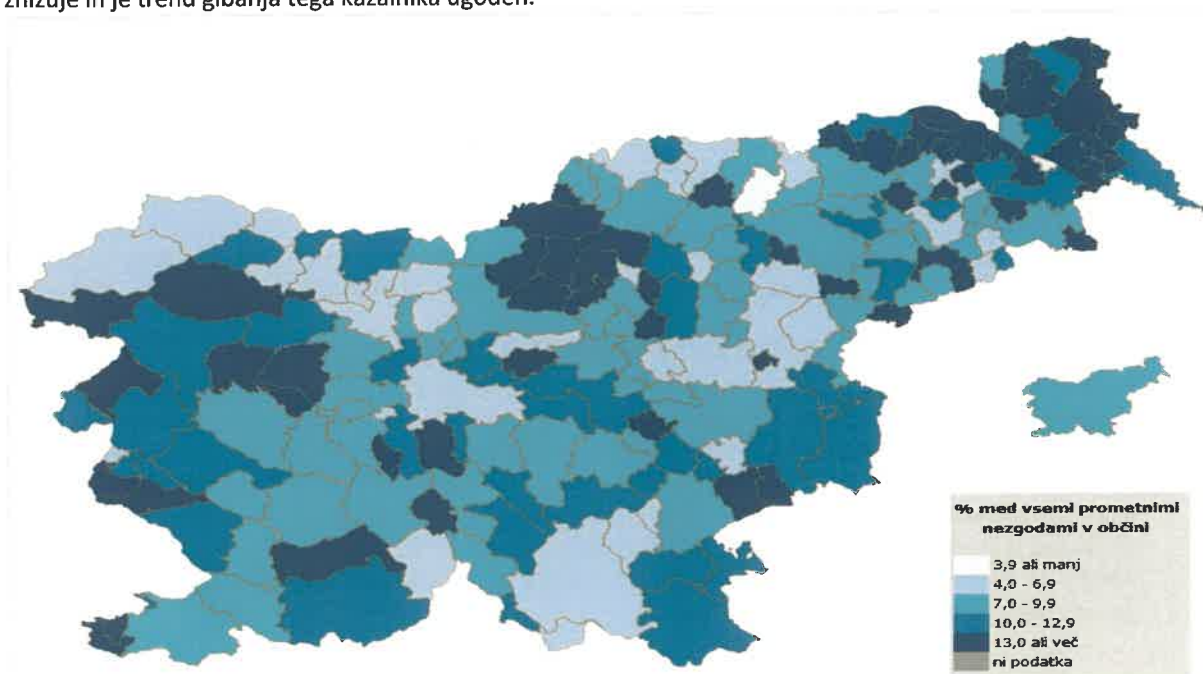 znižuje in je trend gibanja tega kazalnika ugoden.
% med vsemi prometnimi
nezgodami v občini
3,9 ali manj
4,0 - 6,9
7,0 - 9,9
10,0 - 12,9
13,0 ali več
ni podatka